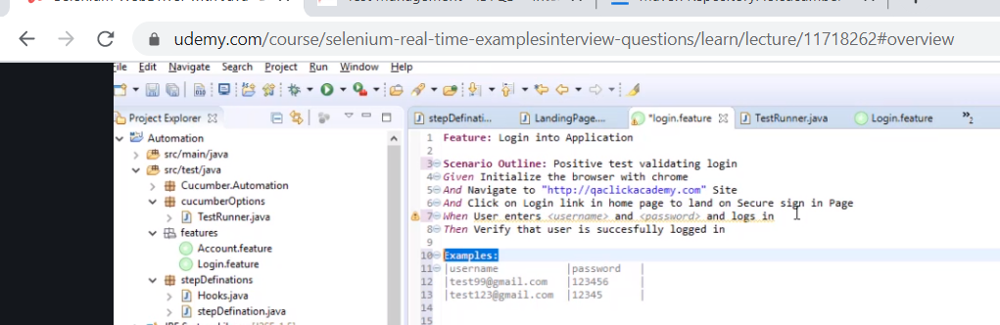 udemy.com/course/selenium-real-time-examplesinterview-questions/learn/lecture/11718262#overview
File Edit Navigate Search Project Run Window Help
Project Explorer
stepDefinati... LandingPage.... *login.feature TestRunner.java Login.feature »2
Automation
src/main/java
src/test/java
Cucumber.Automation
cucumberOptions
TestRunner.java
features
Account.feature
Login.feature
stepDefinations
Hooks.java
stepDefination.java
1 Feature: Login into Application
2
3 Scenario Outline: Positive test validating login
4 Given Initialize the browser with chrome
5 And Navigate to "http://qaclickacademy.com" Site
6 And Click on Login link in home page to land on Secure sign in Page
7 When User enters <username> and <password> and logs in
8 Then Verify that user is succesfully logged in
9
10 Examples:
11 |username |password |
12 |test99@gmail.com |123456 |
13 |test123@gmail.com |12345 |
14
15